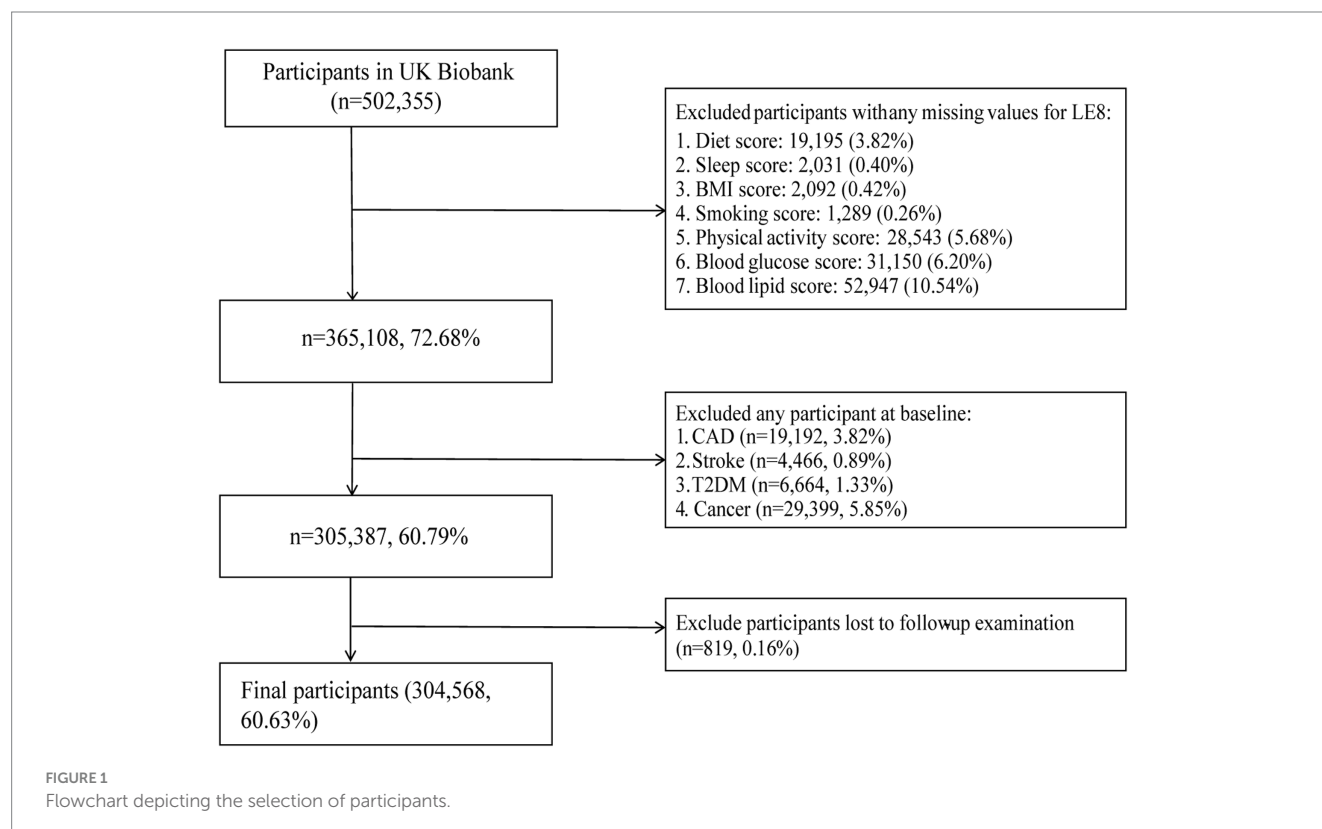 Participants in UK Biobank
(n=502,355)
Excluded participants withany missing values for LE8:
1. Diet score: 19,195 (3.82%)
2. Sleep score: 2,031 (0.40%)
3. BMI score: 2,092 (0.42%)
4. Smoking score: 1,289 (0.26%)
5. Physical activity score: 28,543 (5.68%)
6. Blood glucose score: 31,150 (6.20%)
7. Blood lipid score: 52,947 (10.54%)
n=365,108, 72.68%
Excluded any participant at baseline:
1. CAD (n=19,192, 3.82%)
2.Stroke (n=4,466, 0.89%)
3.T2DM (n=6,664, 1.33%)
4. Cancer (n=29,399, 5.85%)
n=305,387, 60.79%
Exclude participants lost to follow-up examination
(n=819, 0.16%)
Final participants (304,568,
60.63%)
FIGURE 1
Flowchart depicting the selection of participants.